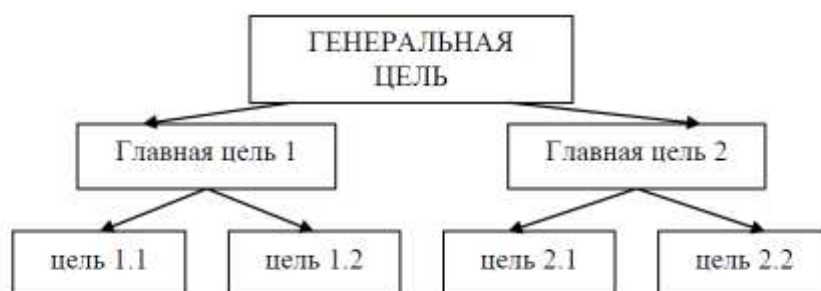 ГЕНЕРАЛЬНАЯ
ЦЕЛЬ
Главная цель 1
Главная цель 2
цель 1.1
цель 1.2
цель 2.1
цель 2.2